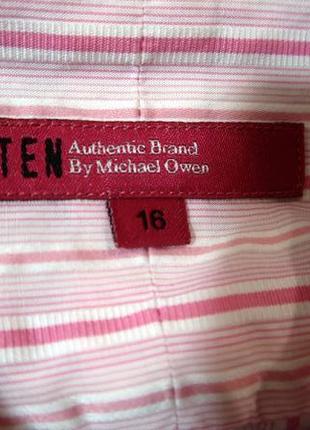 TEN
Authentic Brand
By Michael Owen
16